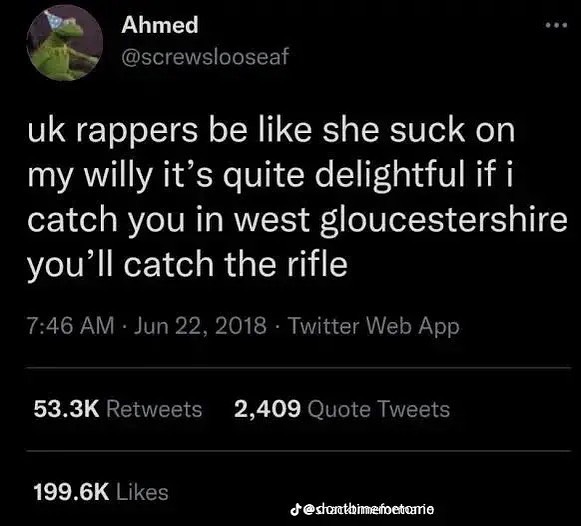 Ahmed
@screwslooseaf
uk rappers be like she suck on
my willy it’s quite delightful if i
catch you in west gloucestershire
you’ll catch the rifle
7:46 AM · Jun 22, 2018 · Twitter Web App
53.3K Retweets 2,409 Quote Tweets
199.6K Likes